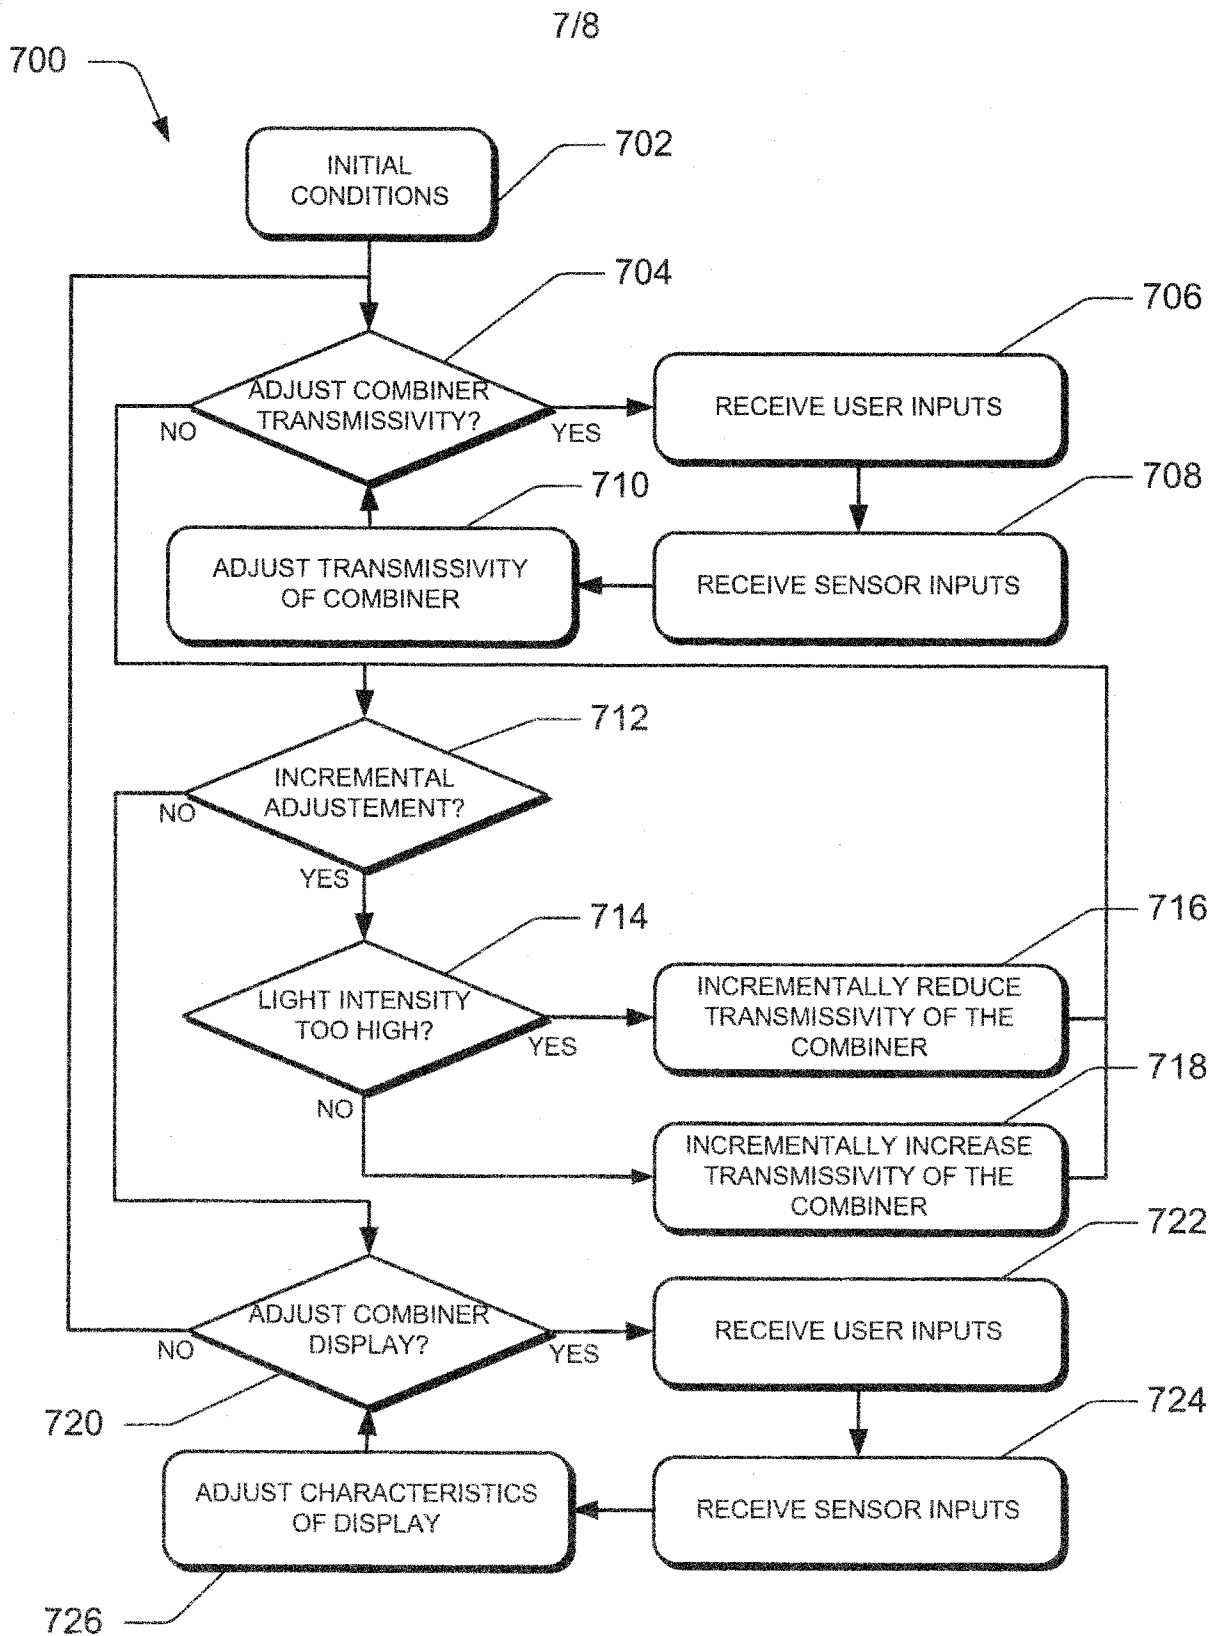 7/8
700
INITIAL
CONDITIONS
702
704
ADJUST COMBINER
TRANSMISSIVITY?
NO
YES
706
RECEIVE USER INPUTS
708
RECEIVE SENSOR INPUTS
710
ADJUST TRANSMISSIVITY
OF COMBINER
712
INCREMENTAL
ADJUSTEMENT?
NO
YES
714
LIGHT INTENSITY
TOO HIGH?
YES
NO
716
INCREMENTALLY REDUCE
TRANSMISSIVITY OF THE
COMBINER
718
INCREMENTALLY INCREASE
TRANSMISSIVITY OF THE
COMBINER
720
ADJUST COMBINER
DISPLAY?
NO
YES
722
RECEIVE USER INPUTS
724
RECEIVE SENSOR INPUTS
ADJUST CHARACTERISTICS
OF DISPLAY
726